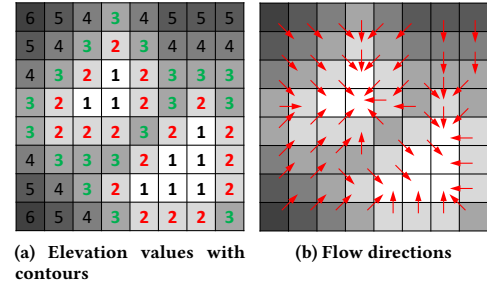 6 5 4 3 4 5 5 5
5 4 3 2 3 4 4 4
4 3 2 1 2 3 3 3
3 2 1 1 2 3 2 3
3 2 2 2 3 2 1 2
4 3 3 3 2 1 1 2
5 4 3 2 1 1 1 2
6 5 4 3 2 2 2 3
(a) Elevation values with
contours
(b) Flow directions